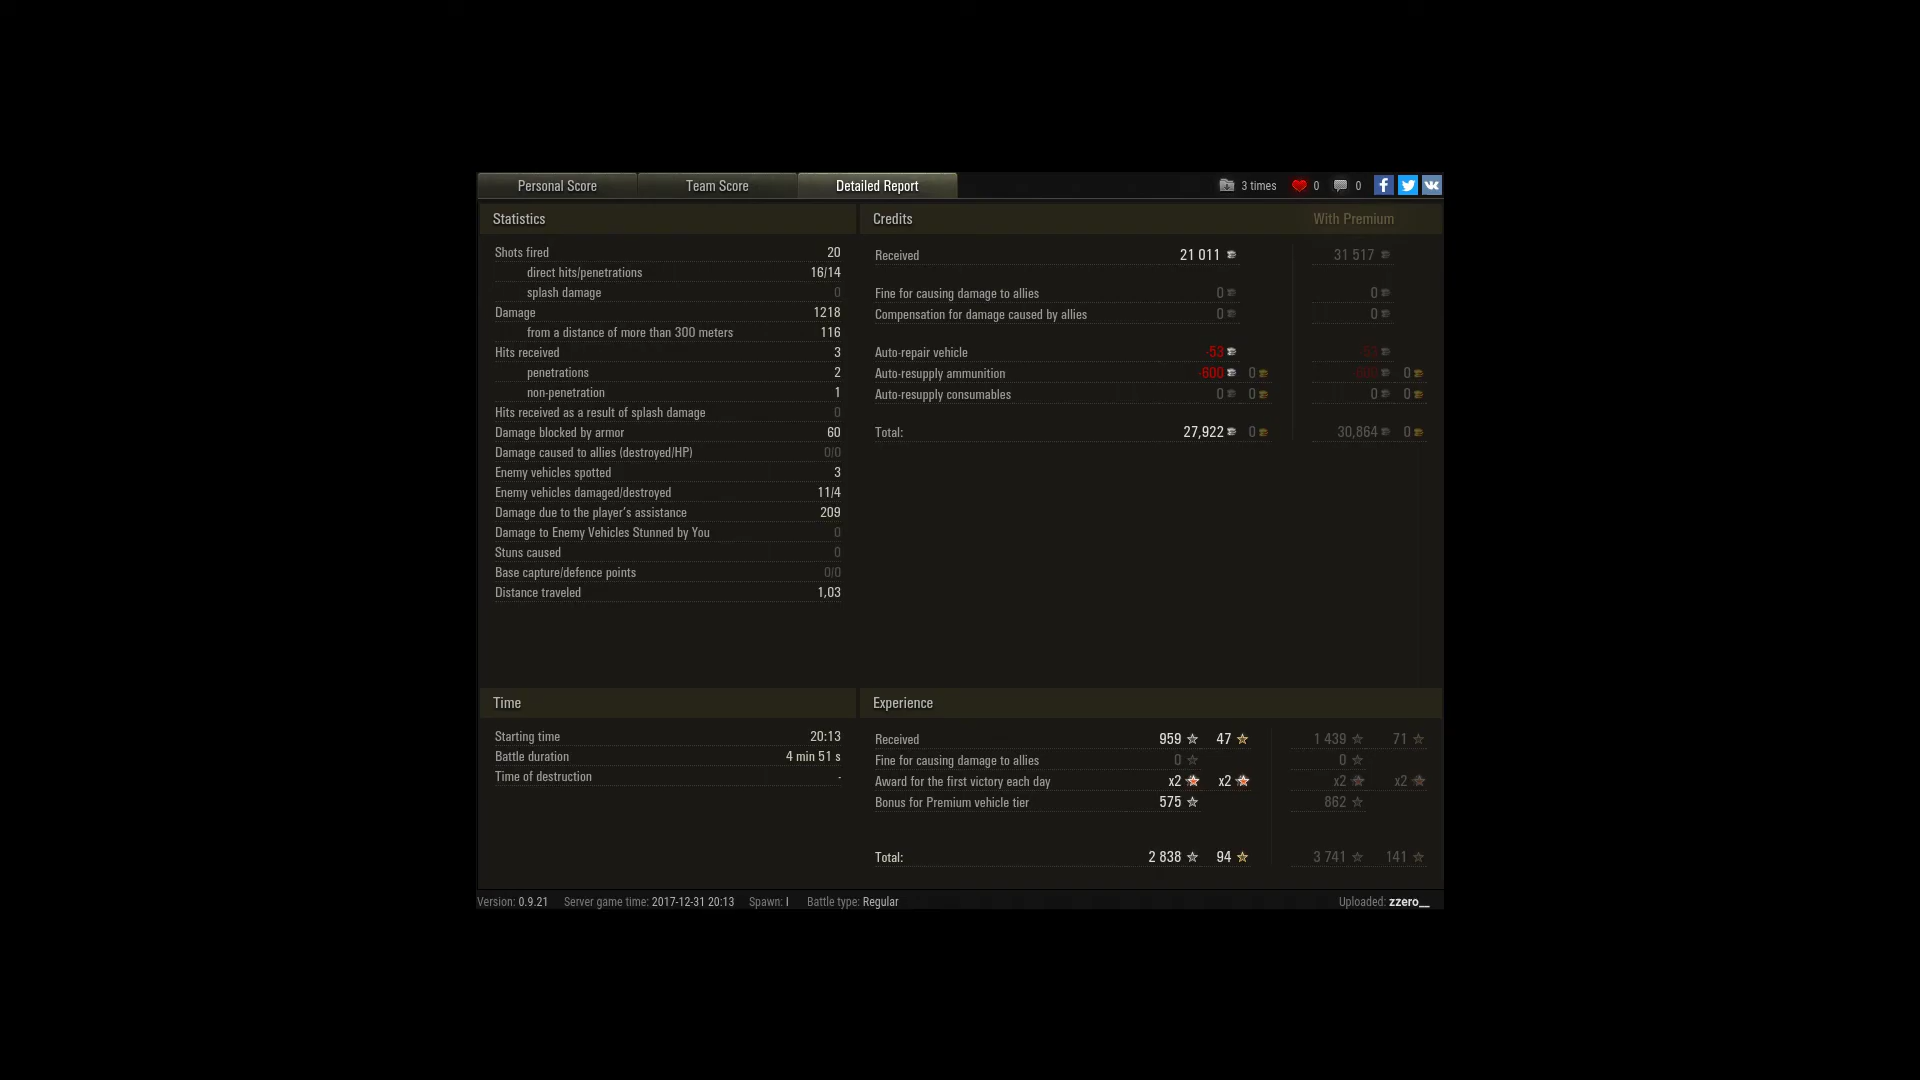 Personal Score Team Score Detailed Report 3 times 0 0
Statistics
Shots fired 20
direct hits/penetrations 16/14
splash damage 0
Damage 1218
from a distance of more than 300 meters 116
Hits received 3
penetrations 2
non-penetration 1
Hits received as a result of splash damage 0
Damage blocked by armor 60
Damage caused to allies (destroyed/HP) 0/0
Enemy vehicles spotted 3
Enemy vehicles damaged/destroyed 11/4
Damage due to the player's assistance 209
Damage to Enemy Vehicles Stunned by You 0
Stuns caused 0
Base capture/defence points 0/0
Distance traveled 1,03
Credits With Premium
Received 21 011 31 517
Fine for causing damage to allies 0 0
Compensation for damage caused by allies 0 0
Auto-repair vehicle -53 -53
Auto-resupply ammunition -600 0 -600 0
Auto-resupply consumables 0 0 0 0
Total: 27,922 0 30,864 0
Time
Starting time 20:13
Battle duration 4 min 51 s
Time of destruction -
Experience
Received 959 47 1 439 71
Fine for causing damage to allies 0 0
Award for the first victory each day x2 x2 x2 x2
Bonus for Premium vehicle tier 575 862
Total: 2 838 94 3 741 141
Version: 0.9.21 Server game time: 2017-12-31 20:13 Spawn: I Battle type: Regular Uploaded: zzero__